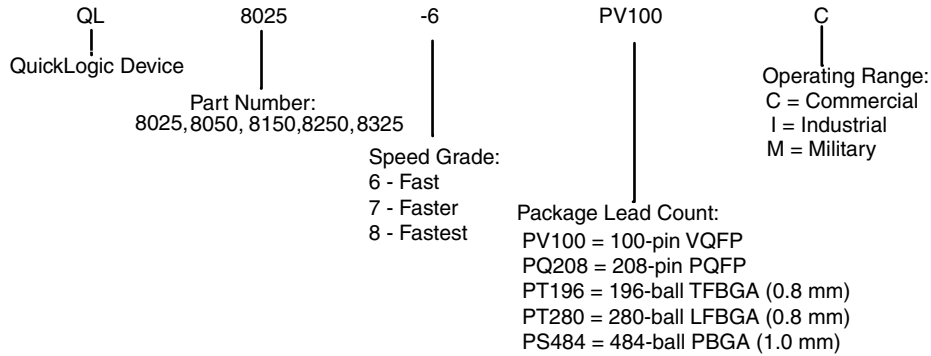 QL 8025 -6 PV100 C
QuickLogic Device
Part Number:
8025,8050, 8150,8250,8325
Speed Grade:
6 - Fast
7 - Faster
8 - Fastest
Package Lead Count:
PV100 = 100-pin VQFP
PQ208 = 208-pin PQFP
PT196 = 196-ball TFBGA (0.8 mm)
PT280 = 280-ball LFBGA (0.8 mm)
PS484 = 484-ball PBGA (1.0 mm)
Operating Range:
C = Commercial
I = Industrial
M = Military